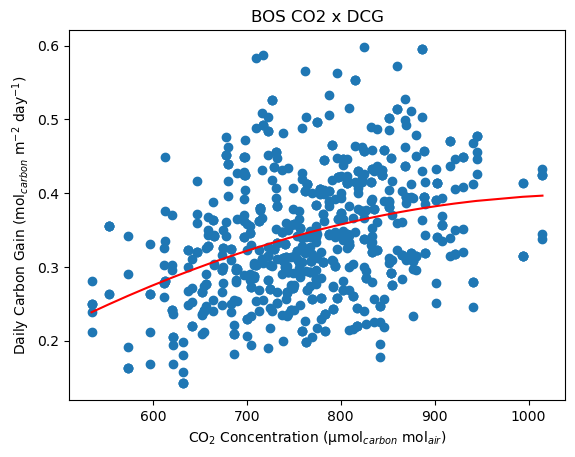 BOS CO2 x DCG
0.6
0.5
0.4
0.3
0.2
Daily Carbon Gain (mol$_{carbon}$ m$^{-2}$ day$^{-1}$)
600 700 800 900 1000
CO$_2$ Concentration (μmol$_{carbon}$ mol$_{air}$)